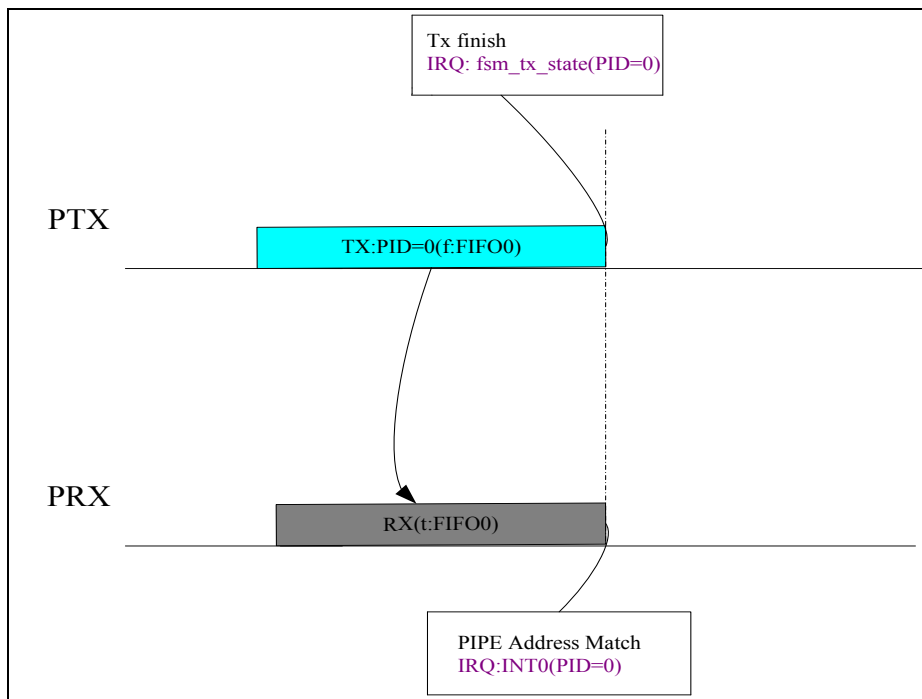 Tx finish
IRQ: fsm_tx_state(PID=0)
PTX
TX:PID=0(f:FIFO0)
PRX
RX(t:FIFO0)
PIPE Address Match
IRQ:INT0(PID=0)